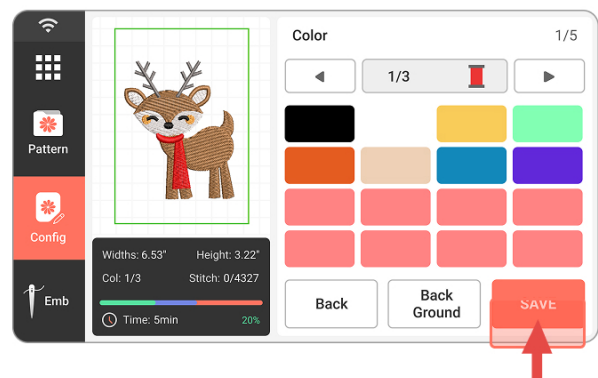 Color
1/5
1/3
Pattern
Config
Emb
Widths: 6.53"
Height: 3.22"
Col: 1/3
Stitch: 0/4327
Time: 5min
20%
Back
Back
Ground
SAVE